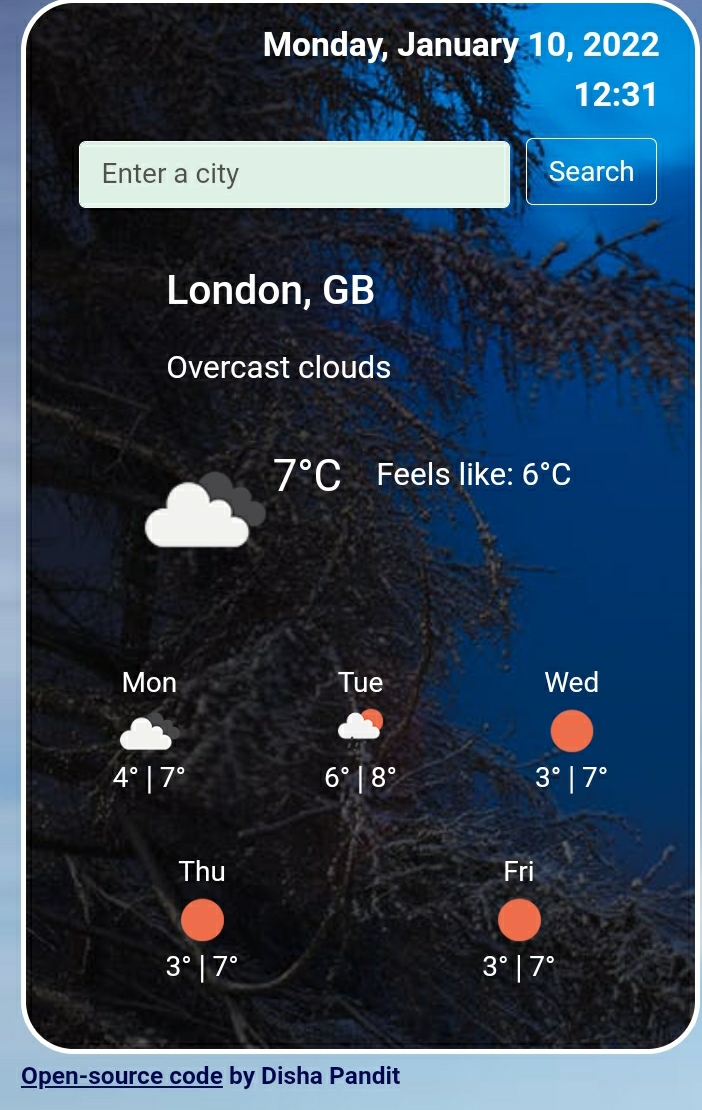 Monday, January 10, 2022
12:31
Enter a city
Search
London, GB
Overcast clouds
7°C Feels like: 6°C
Mon Tue Wed
4° | 7° 6° | 8° 3° | 7°
Thu Fri
3° | 7° 3° | 7°
Open-source code by Disha Pandit